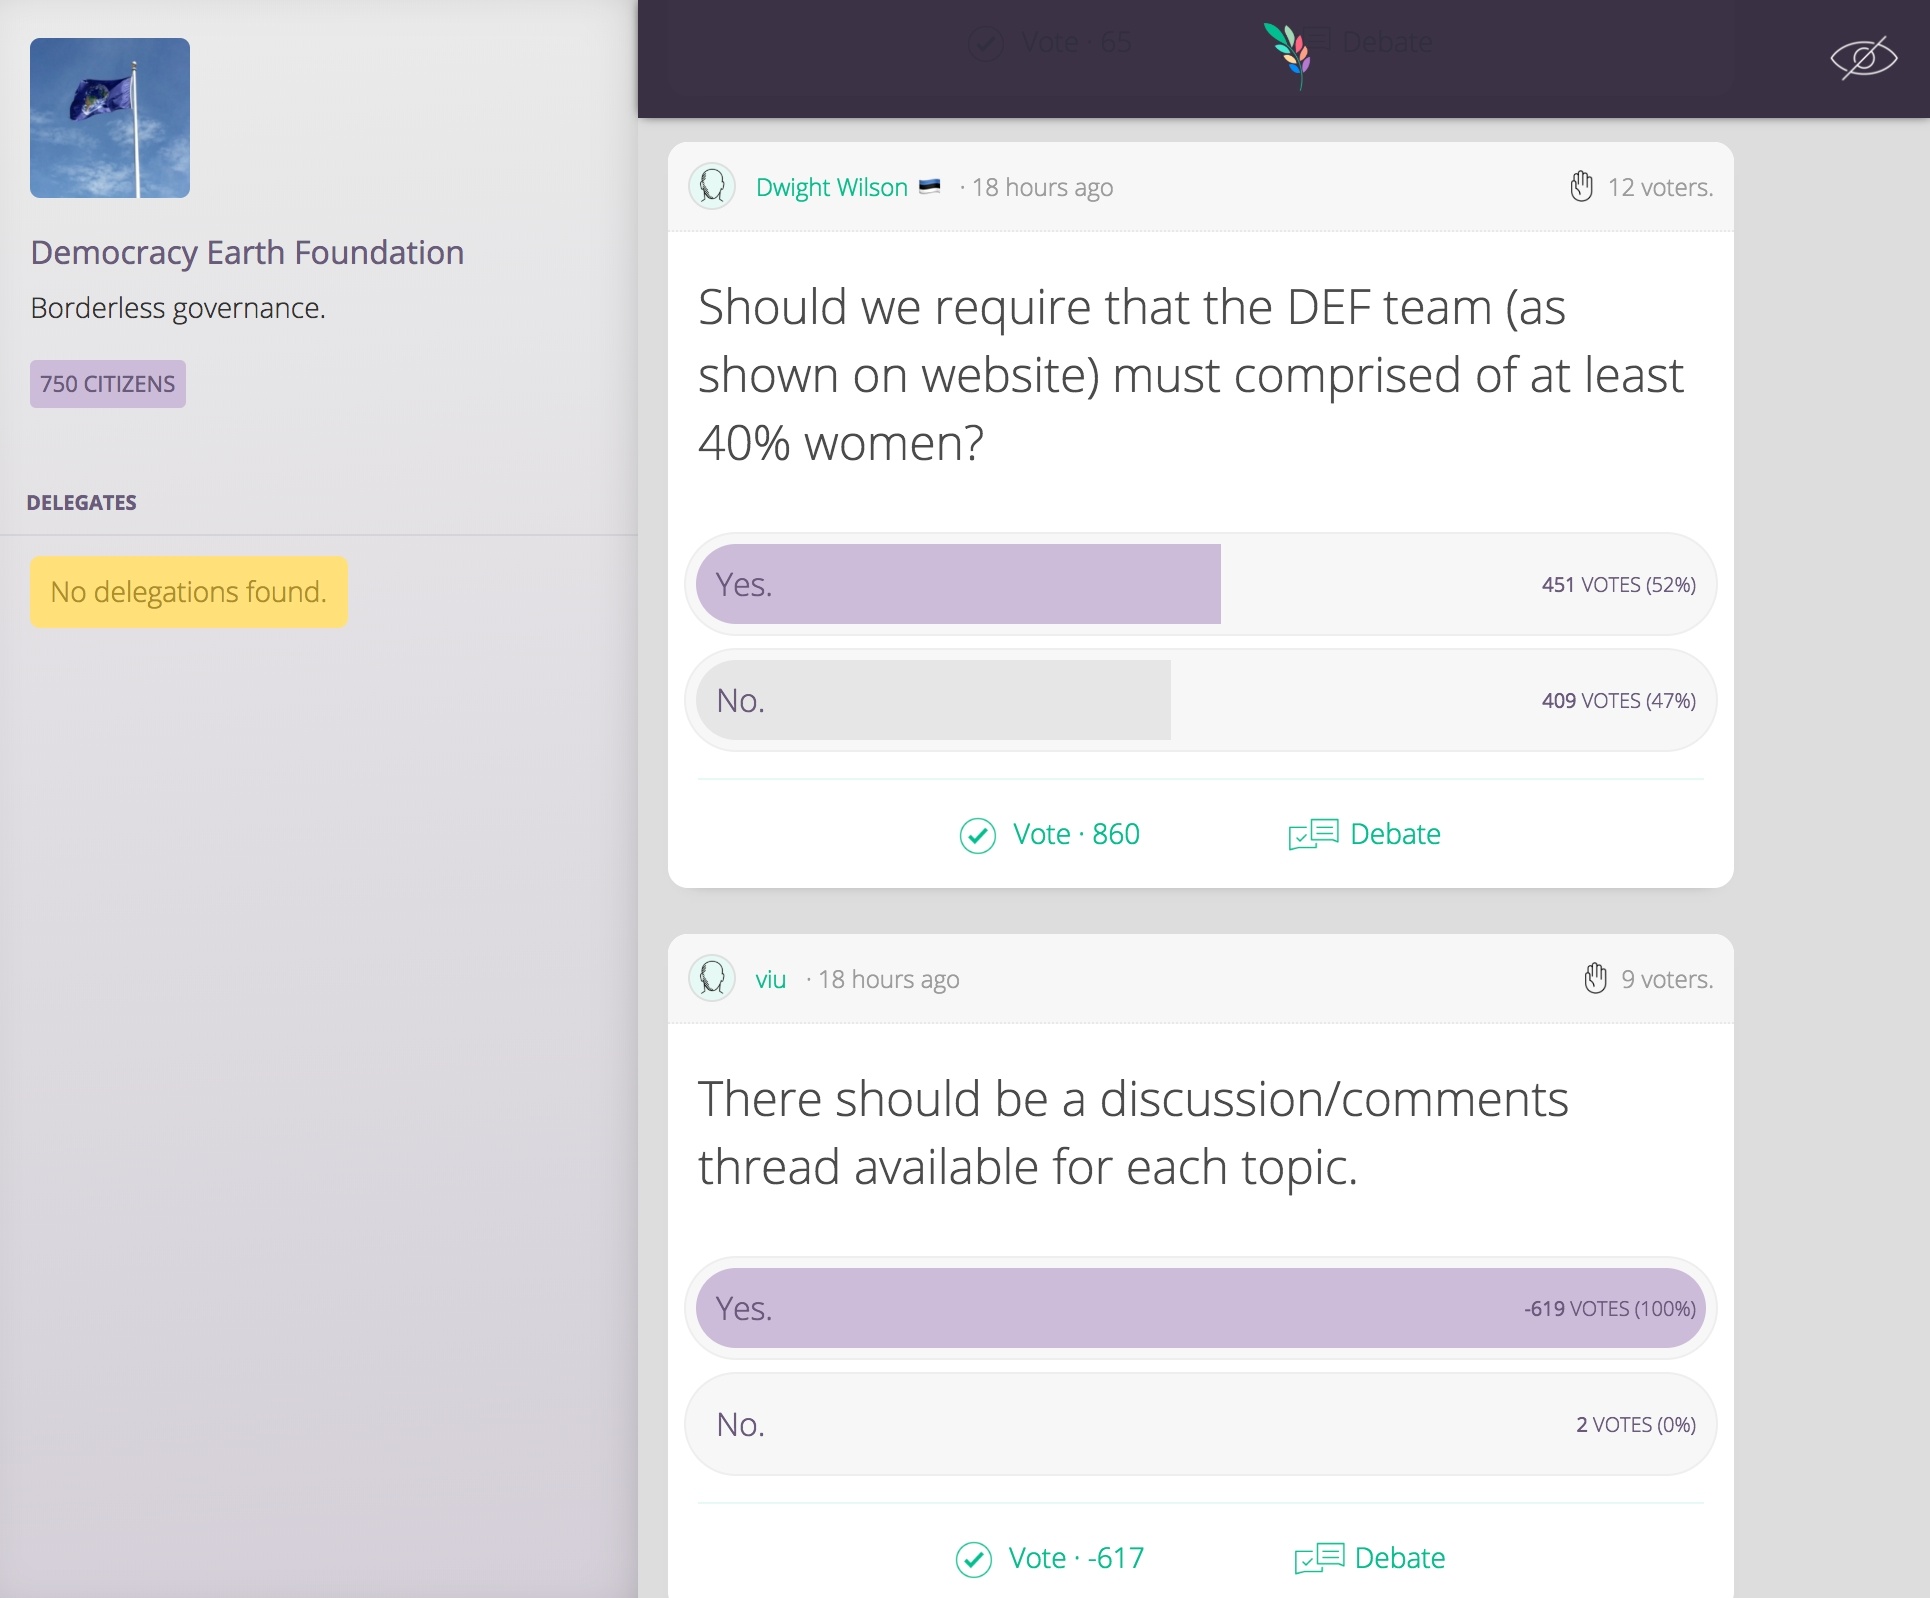 Democracy Earth Foundation
Borderless governance.
750 CITIZENS
DELEGATES
No delegations found.
Vote · 65
Debate
Dwight Wilson · 18 hours ago
12 voters.
Should we require that the DEF team (as
shown on website) must comprised of at least
40% women?
Yes.
451 VOTES (52%)
No.
409 VOTES (47%)
Vote · 860
Debate
viu · 18 hours ago
9 voters.
There should be a discussion/comments
thread available for each topic.
Yes.
-619 VOTES (100%)
No.
2 VOTES (0%)
Vote · -617
Debate